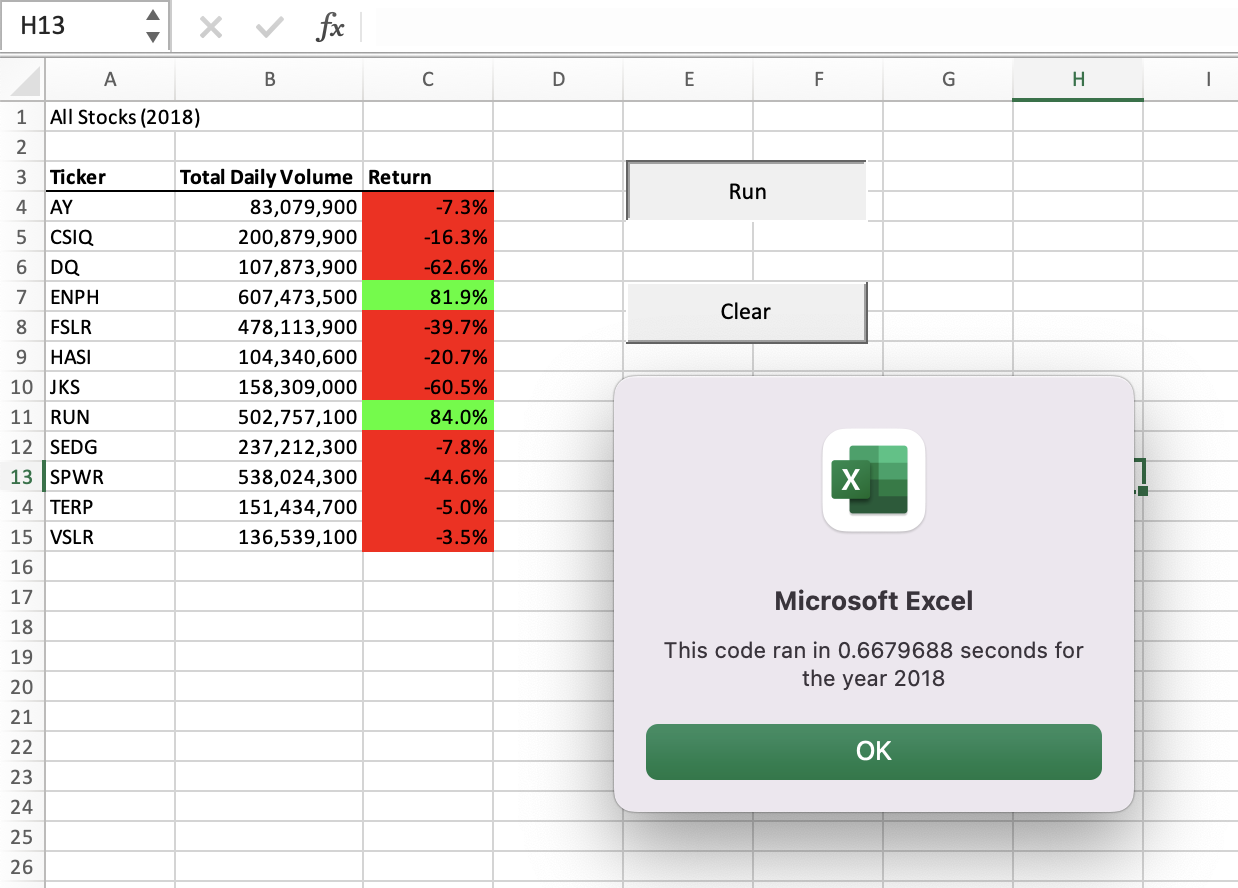 H13 fx
A B C D E F G H I
1 All Stocks (2018)
2
3 Ticker Total Daily Volume Return
Run
4 AY 83,079,900 -7.3%
5 CSIQ 200,879,900 -16.3%
6 DQ 107,873,900 -62.6%
7 ENPH 607,473,500 81.9%
Clear
8 FSLR 478,113,900 -39.7%
9 HASI 104,340,600 -20.7%
10 JKS 158,309,000 -60.5%
11 RUN 502,757,100 84.0%
12 SEDG 237,212,300 -7.8%
13 SPWR 538,024,300 -44.6%
14 TERP 151,434,700 -5.0%
15 VSLR 136,539,100 -3.5%
16
17
18
19
20
21
22
23
24
25
26
X
Microsoft Excel
This code ran in 0.6679688 seconds for
the year 2018
OK